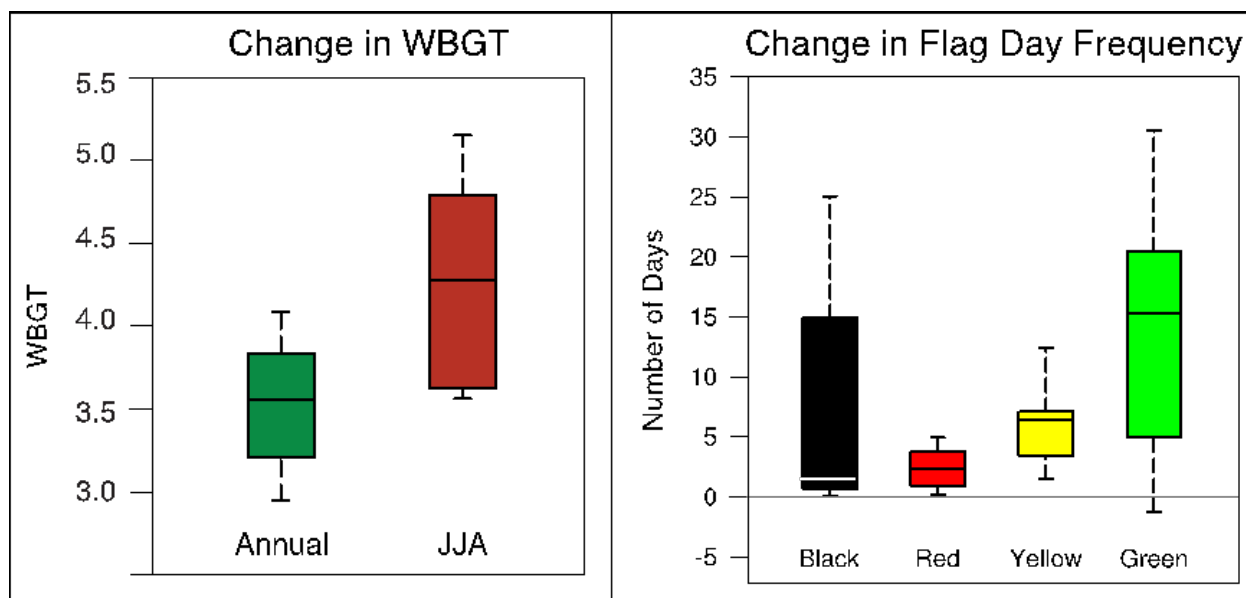 Change in WBGT
5.5
5.0
4.5
4.0
3.5
3.0
WBGT
Annual
JJA
Change in Flag Day Frequency
35
30
25
20
15
10
5
0
-5
Number of Days
Black
Red
Yellow
Green